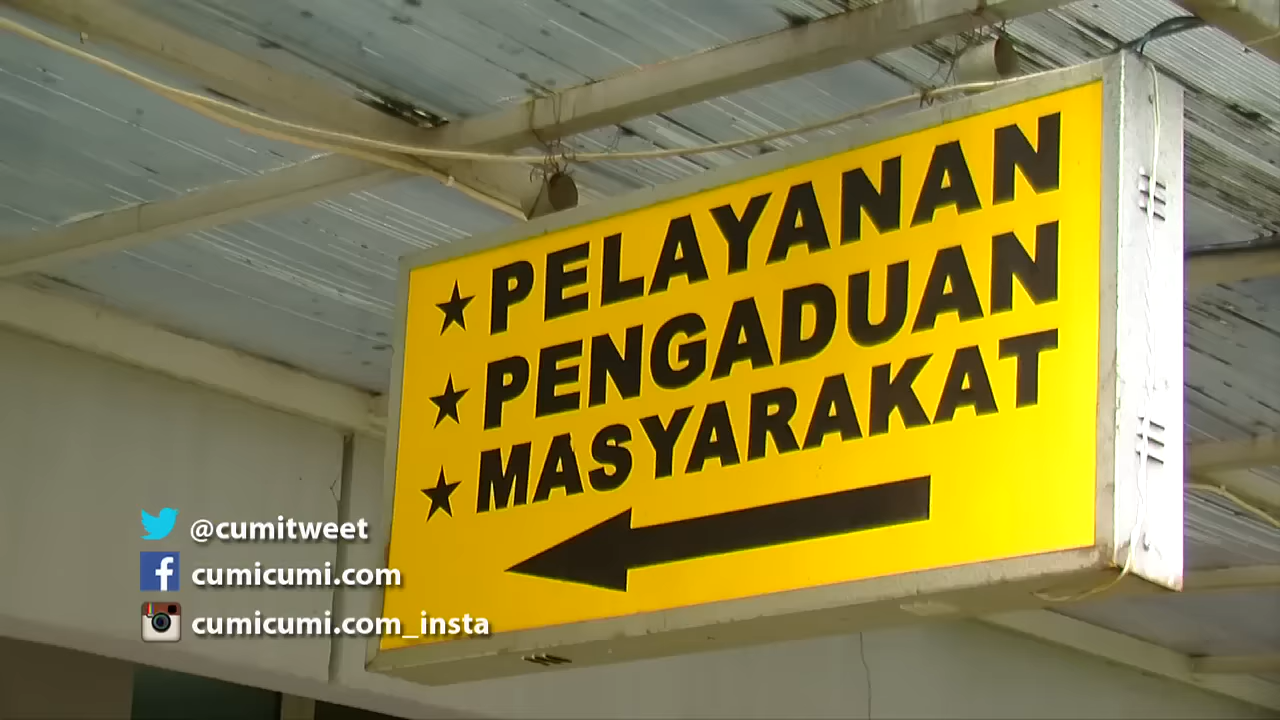 ★ PELAYANAN
★ PENGADUAN
★ MASYARAKAT
@cumitweet
cumicumi.com
cumicumi.com_insta